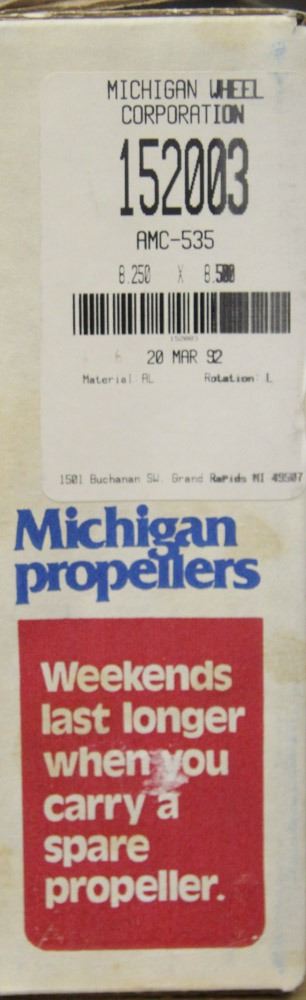 MICHIGAN WHEEL
CORPORATION
152003
AMC-535
8.250 X 8.500
152003
20 MAR 92
Material: AL Rotation: L
1501 Buchanan SW. Grand Rapids MI 49507
Michigan
propellers
Weekends
last longer
when you
carry a
spare
propeller.